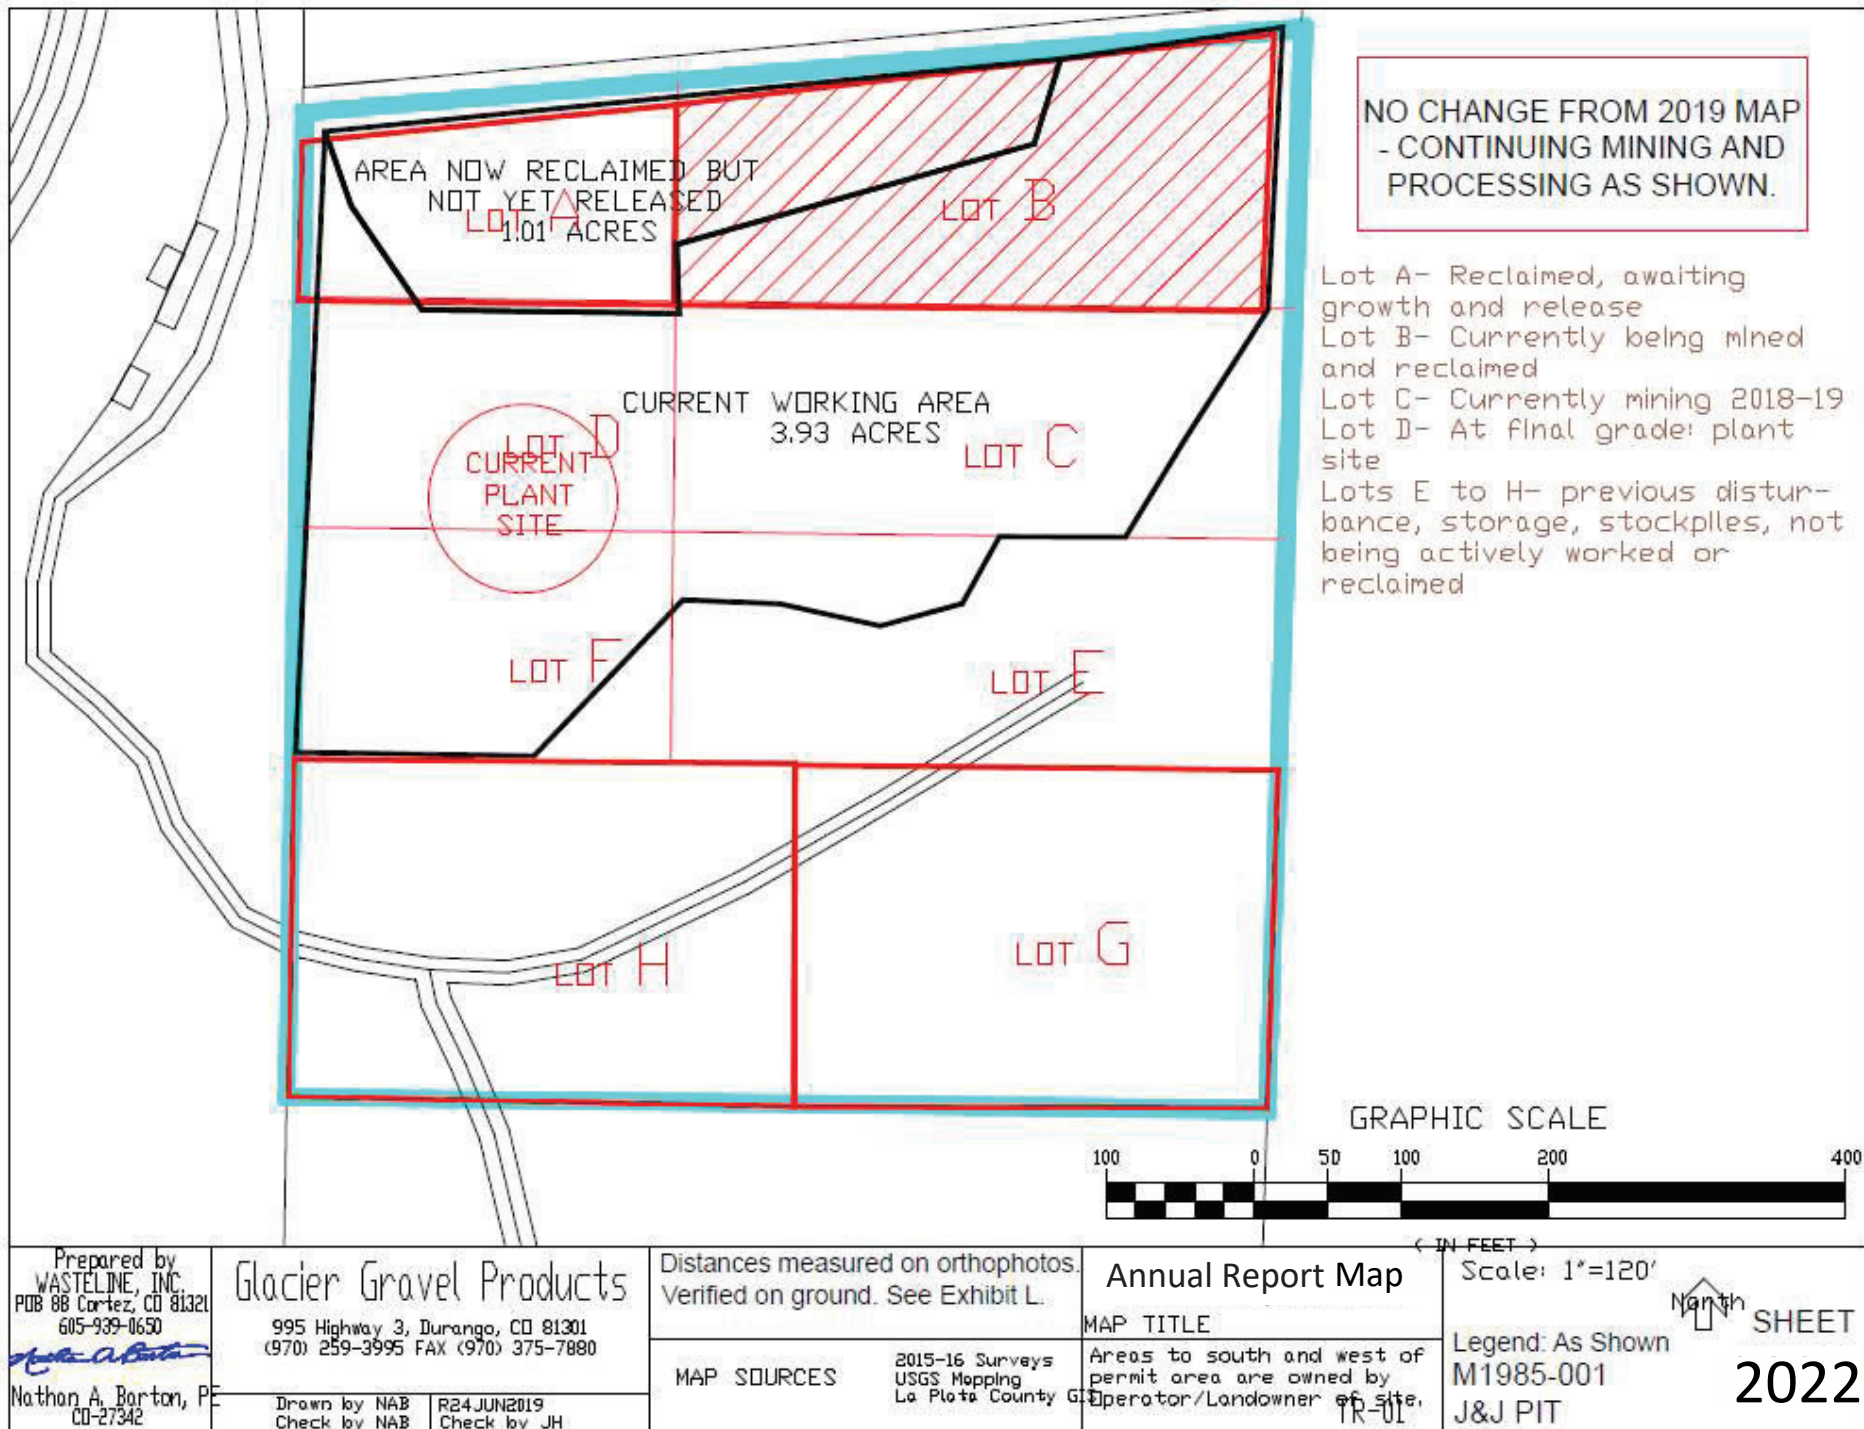 NO CHANGE FROM 2019 MAP
- CONTINUING MINING AND
PROCESSING AS SHOWN.
AREA NOW RECLAIMED BUT
NOT YET RELEASED
1.01 ACRES
LOT A
LOT B
Lot A- Reclaimed, awaiting
growth and release
Lot B- Currently being mined
and reclaimed
Lot C- Currently mining 2018-19
Lot D- At final grade: plant
site
Lots E to H- previous distur-
bance, storage, stockpiles, not
being actively worked or
reclaimed
CURRENT WORKING AREA
3.93 ACRES
LOT D
LOT C
CURRENT
PLANT
SITE
LOT F
LOT E
LOT H
LOT G
GRAPHIC SCALE
100 0 50 100 200 400
( IN FEET )
Prepared by
WASTELINE, INC.
POB 88 Cortez, CO 81321
605-939-0650
Nathan A. Barton, PE
CO-27342
Glacier Gravel Products
995 Highway 3, Durango, CO 81301
(970) 259-3995 FAX (970) 375-7880
Drawn by NAB
Check by NAB
R24JUN2019
Check by JH
Distances measured on orthophotos.
Verified on ground. See Exhibit L.
MAP SOURCES
2015-16 Surveys
USGS Mapping
La Plata County GIS
Annual Report Map
MAP TITLE
Areas to south and west of
permit area are owned by
Operator/Landowner of site.
TR-01
Scale: 1"=120'
North
Legend: As Shown
M1985-001
J&J PIT
SHEET
2022